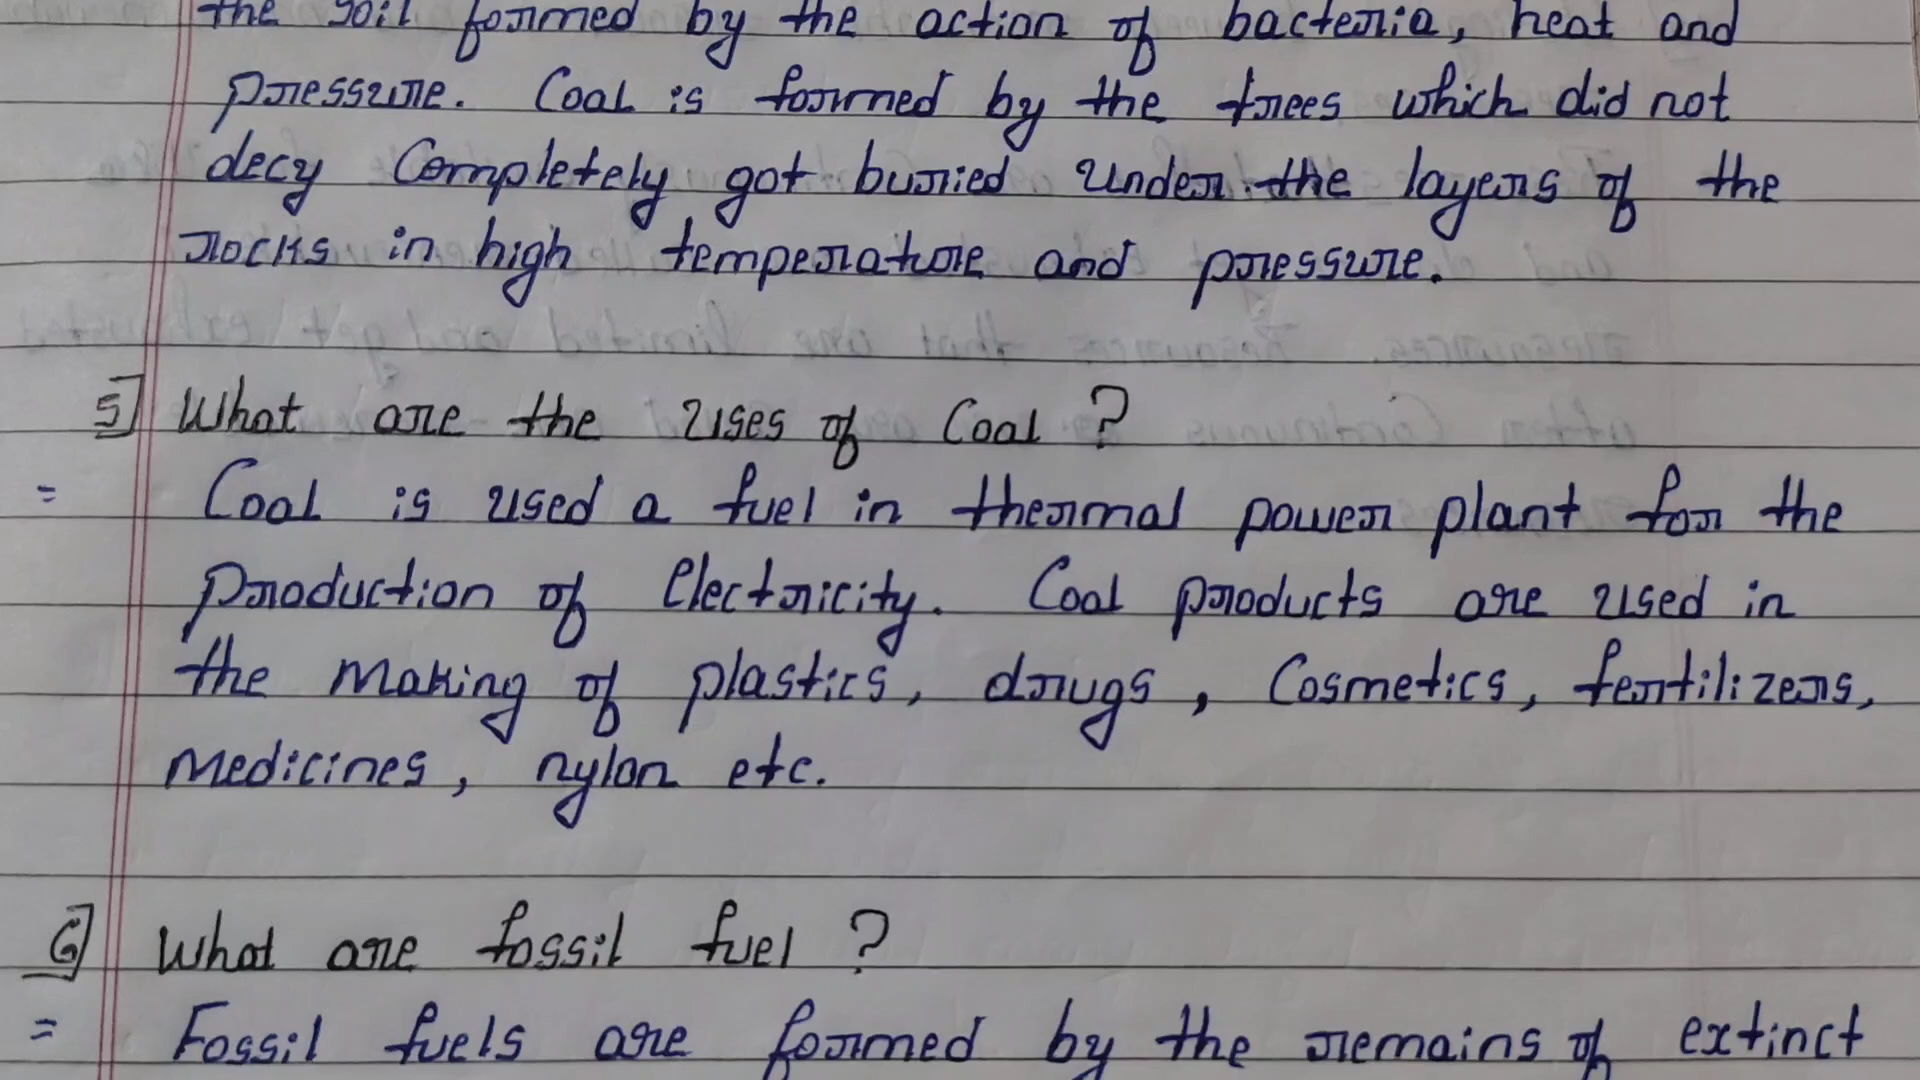 the soil formed by the action of bacteria, heat and
pressure. Coal is formed by the trees which did not
decy Completely got buried under the layers of the
rocks in high temperature and pressure.
5] What are the uses of Coal ?
= Coal is used a fuel in thermal power plant for the
production of Electricity. Coal products are used in
the making of plastics, drugs, Cosmetics, fertilizers,
medicines, nylon etc.
6] What are fossil fuel ?
= Fossil fuels are formed by the remains of extinct